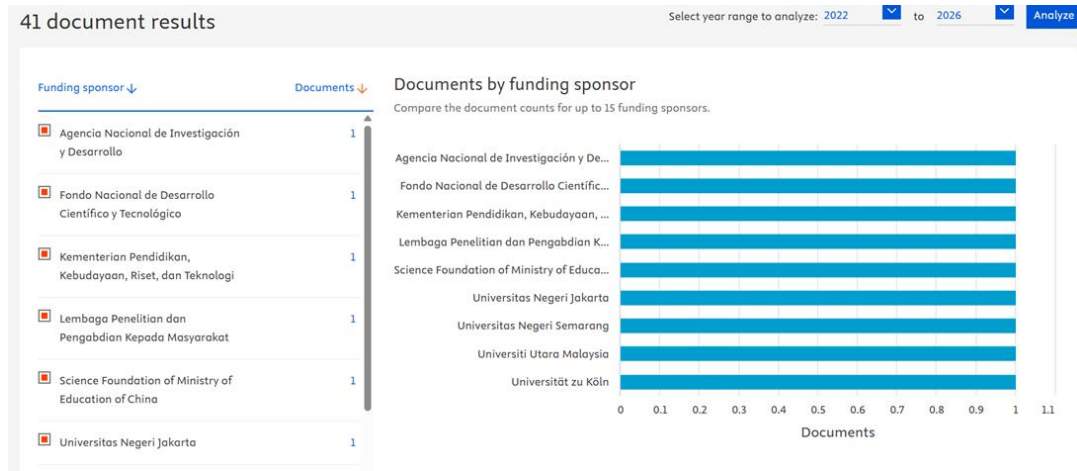 41 document results
Select year range to analyze: 2022 to 2026 Analyze
Funding sponsor Documents
Agencia Nacional de Investigación
y Desarrollo
1
Fondo Nacional de Desarrollo
Científico y Tecnológico
1
Kementerian Pendidikan,
Kebudayaan, Riset, dan Teknologi
1
Lembaga Penelitian dan
Pengabdian Kepada Masyarakat
1
Science Foundation of Ministry of
Education of China
1
Universitas Negeri Jakarta
1
Documents by funding sponsor
Compare the document counts for up to 15 funding sponsors.
Agencia Nacional de Investigación y De...
Fondo Nacional de Desarrollo Científic...
Kementerian Pendidikan, Kebudayaan, ...
Lembaga Penelitian dan Pengabdian K...
Science Foundation of Ministry of Educa...
Universitas Negeri Jakarta
Universitas Negeri Semarang
Universiti Utara Malaysia
Universität zu Köln
0 0.1 0.2 0.3 0.4 0.5 0.6 0.7 0.8 0.9 1 1.1
Documents